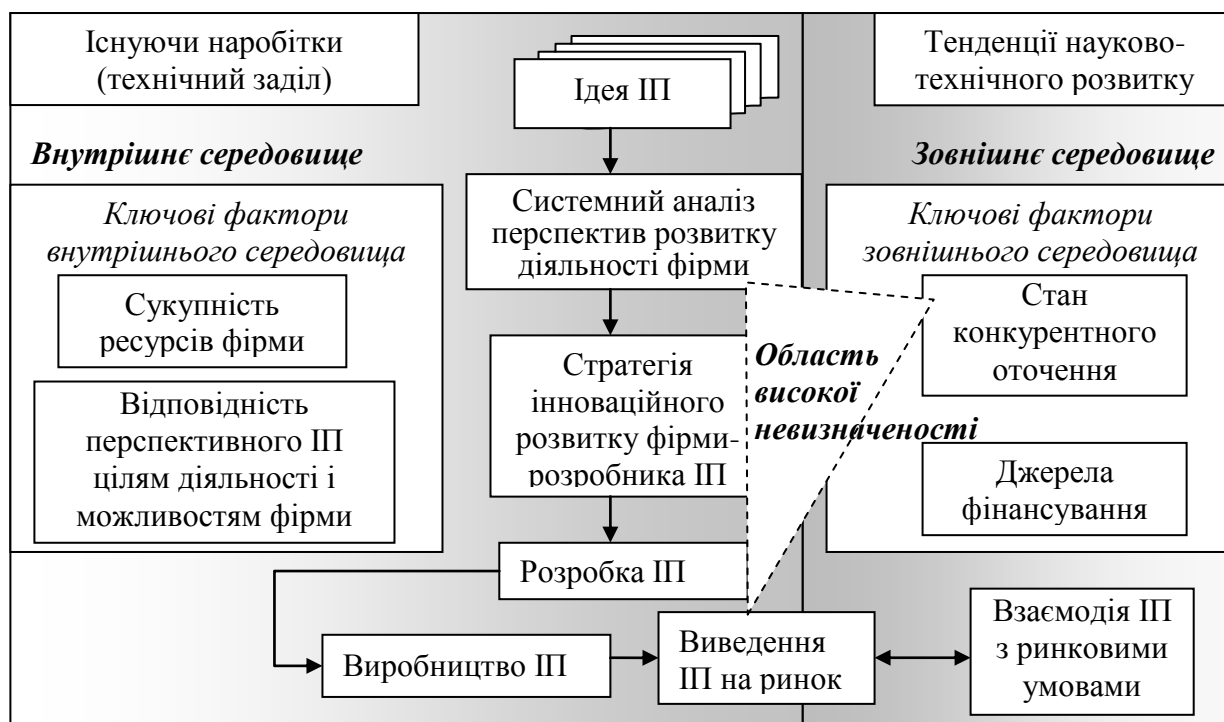 Існуючи наробітки
(технічний заділ)
Ідея ІП
Тенденції науково-
технічного розвитку
Внутрішнє середовище
Зовнішнє середовище
Ключові фактори
внутрішнього середовища
Сукупність
ресурсів фірми
Відповідність
перспективного ІП
цілям діяльності і
можливостям фірми
Системний аналіз
перспектив розвитку
діяльності фірми
Стратегія
інноваційного
розвитку фірми-
розробника ІП
Область
високої
невизначеності
Ключові фактори
зовнішнього середовища
Стан
конкурентного
оточення
Джерела
фінансування
Розробка ІП
Виробництво ІП
Виведення
ІП на ринок
Взаємодія ІП
з ринковими
умовами